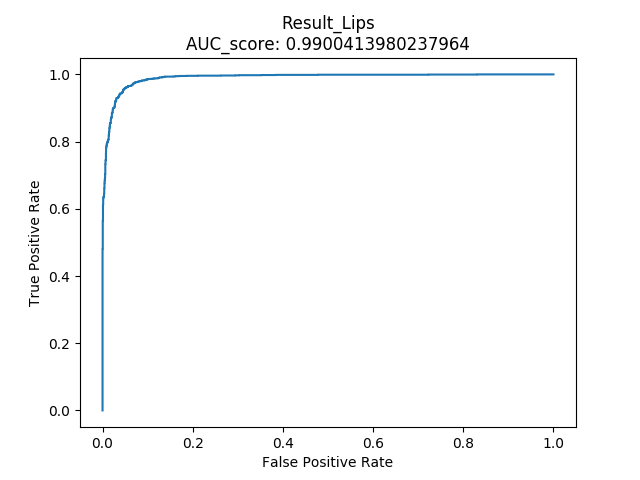 Result_Lips
AUC_score: 0.9900413980237964
1.0
0.8
0.6
0.4
0.2
0.0
True Positive Rate
0.0 0.2 0.4 0.6 0.8 1.0
False Positive Rate